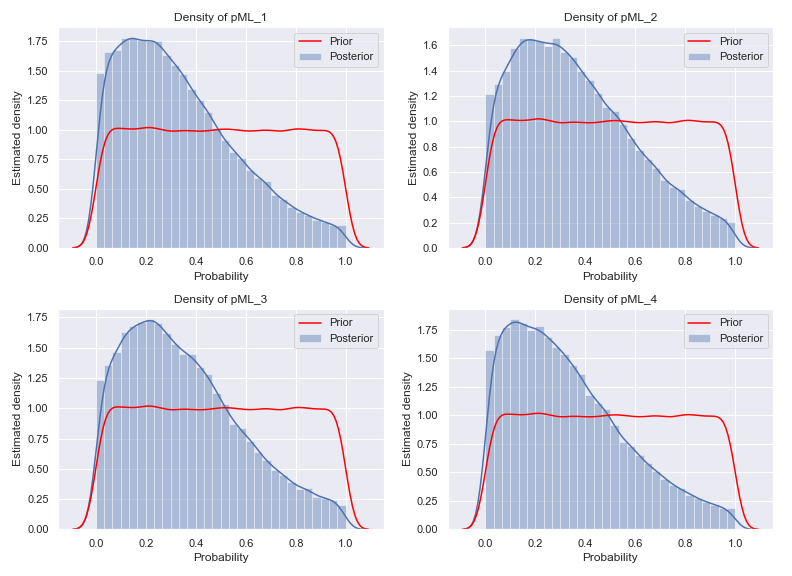 Density of pML_1
Estimated density
1.75
1.50
1.25
1.00
0.75
0.50
0.25
0.00
0.0 0.2 0.4 0.6 0.8 1.0
Probability
Prior
Posterior
Density of pML_2
Estimated density
1.6
1.4
1.2
1.0
0.8
0.6
0.4
0.2
0.0
0.0 0.2 0.4 0.6 0.8 1.0
Probability
Prior
Posterior
Density of pML_3
Estimated density
1.75
1.50
1.25
1.00
0.75
0.50
0.25
0.00
0.0 0.2 0.4 0.6 0.8 1.0
Probability
Prior
Posterior
Density of pML_4
Estimated density
1.75
1.50
1.25
1.00
0.75
0.50
0.25
0.00
0.0 0.2 0.4 0.6 0.8 1.0
Probability
Prior
Posterior